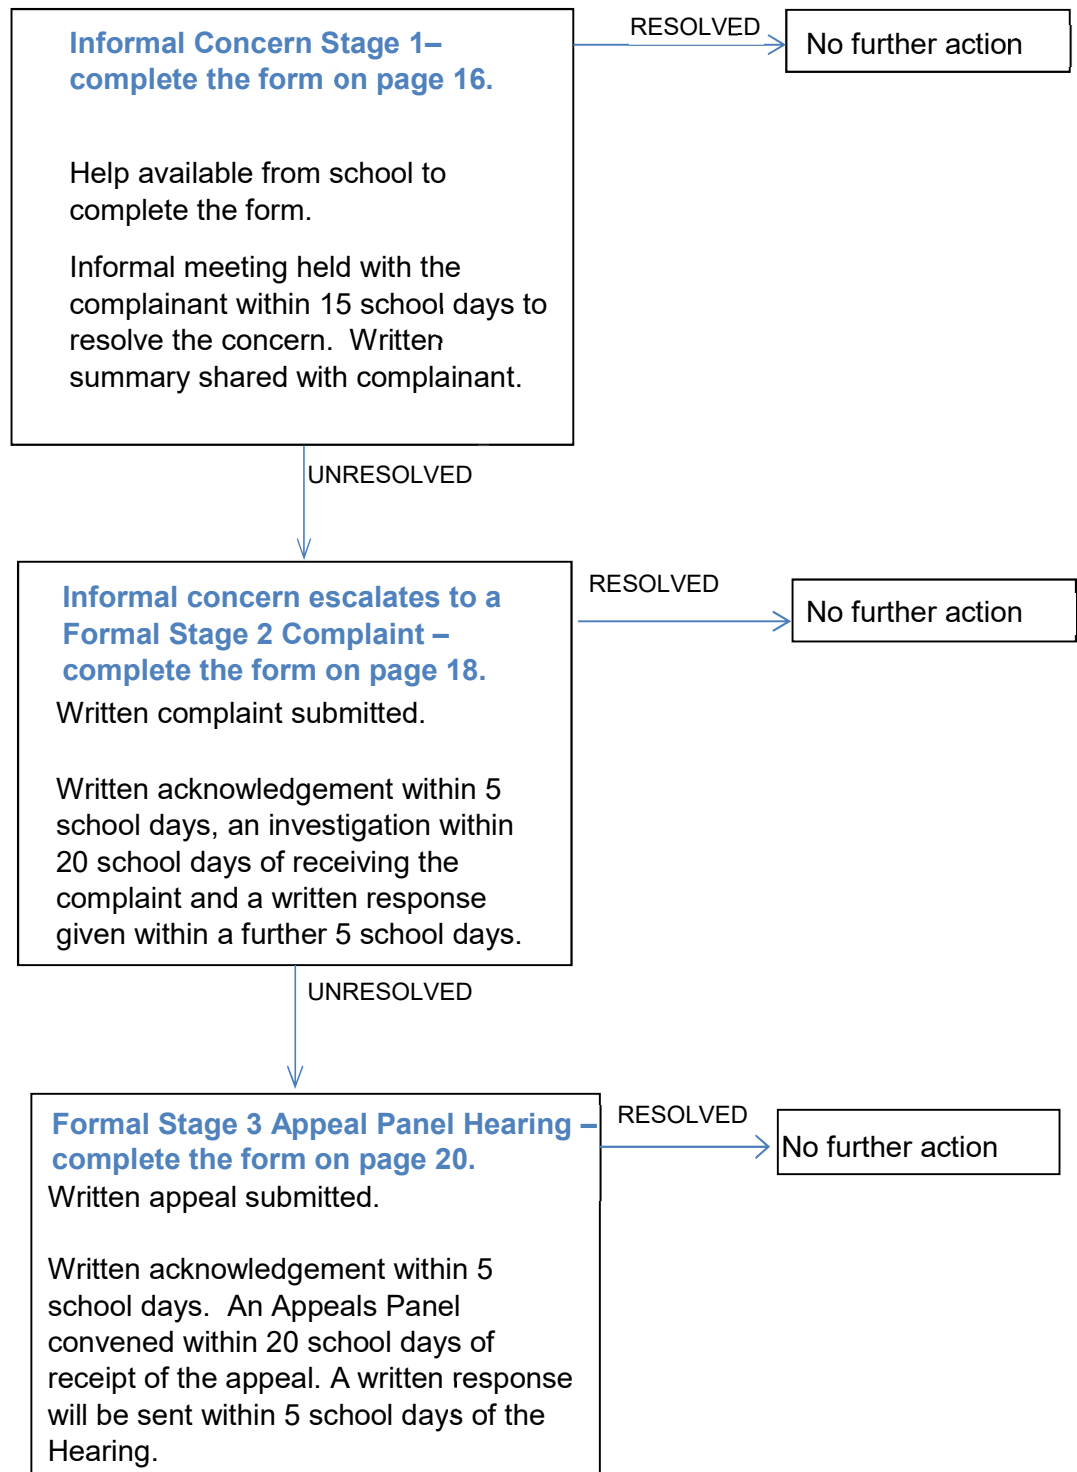 Informal Concern Stage 1–
complete the form on page 16.
RESOLVED
No further action
Help available from school to
complete the form.
Informal meeting held with the
complainant within 15 school days to
resolve the concern.  Written
summary shared with complainant.
UNRESOLVED
Informal concern escalates to a
Formal Stage 2 Complaint –
complete the form on page 18.
RESOLVED
No further action
Written complaint submitted.
Written acknowledgement within 5
school days, an investigation within
20 school days of receiving the
complaint and a written response
given within a further 5 school days.
UNRESOLVED
Formal Stage 3 Appeal Panel Hearing –
complete the form on page 20.
RESOLVED
No further action
Written appeal submitted.
Written acknowledgement within 5
school days.  An Appeals Panel
convened within 20 school days of
receipt of the appeal. A written response
will be sent within 5 school days of the
Hearing.